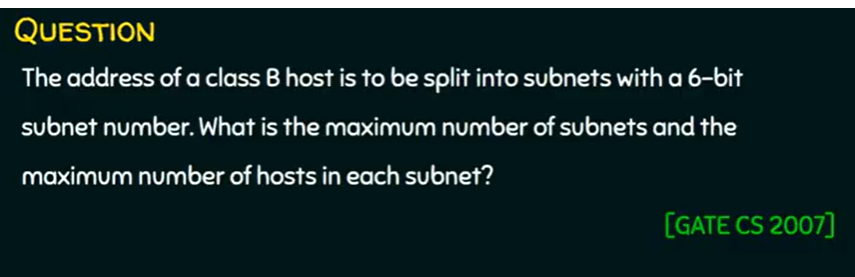 QUESTION
The address of a class B host is to be split into subnets with a 6-bit
subnet number. What is the maximum number of subnets and the
maximum number of hosts in each subnet?
[GATE CS 2007]